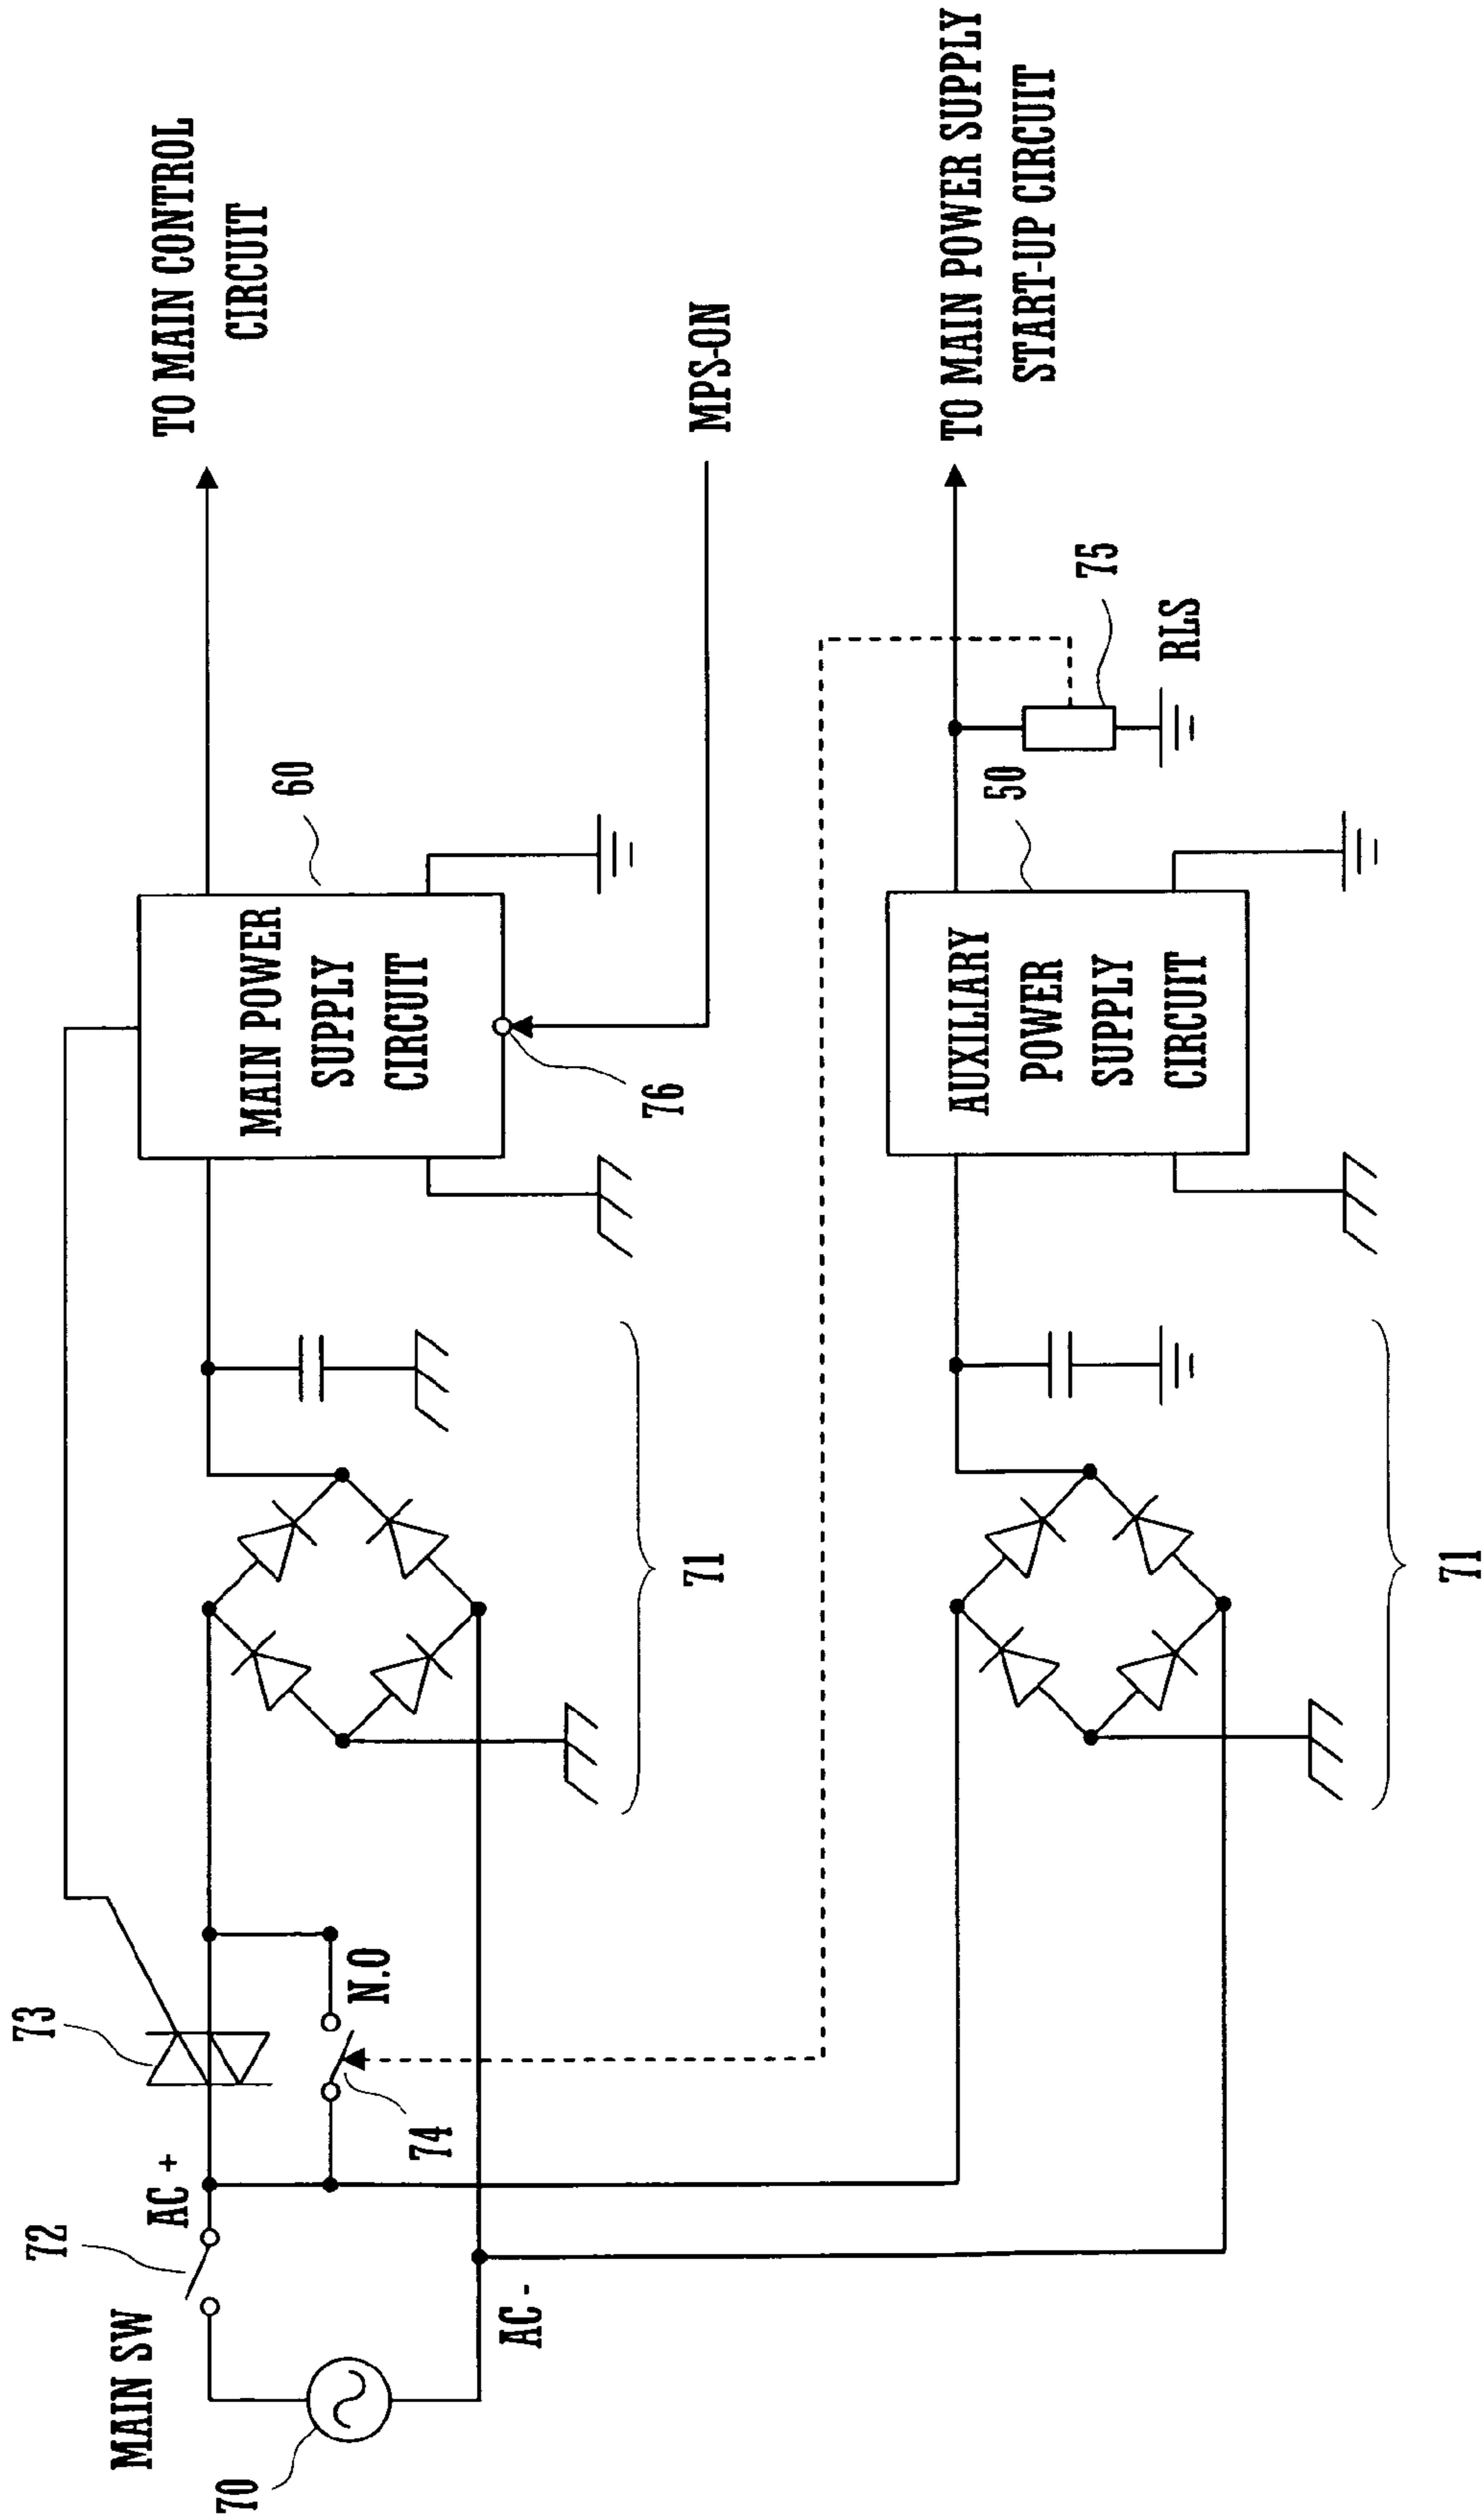 MAIN SW
70
72
AC +
73
74
N.O
AC -
71
MAIN POWER
SUPPLY
CIRCUIT
60
76
TO MAIN CONTROL
CIRCUIT
MPS-ON
71
AUXILIARY
POWER
SUPPLY
CIRCUIT
50
75
RLS
TO MAIN POWER SUPPLY
START-UP CIRCUIT